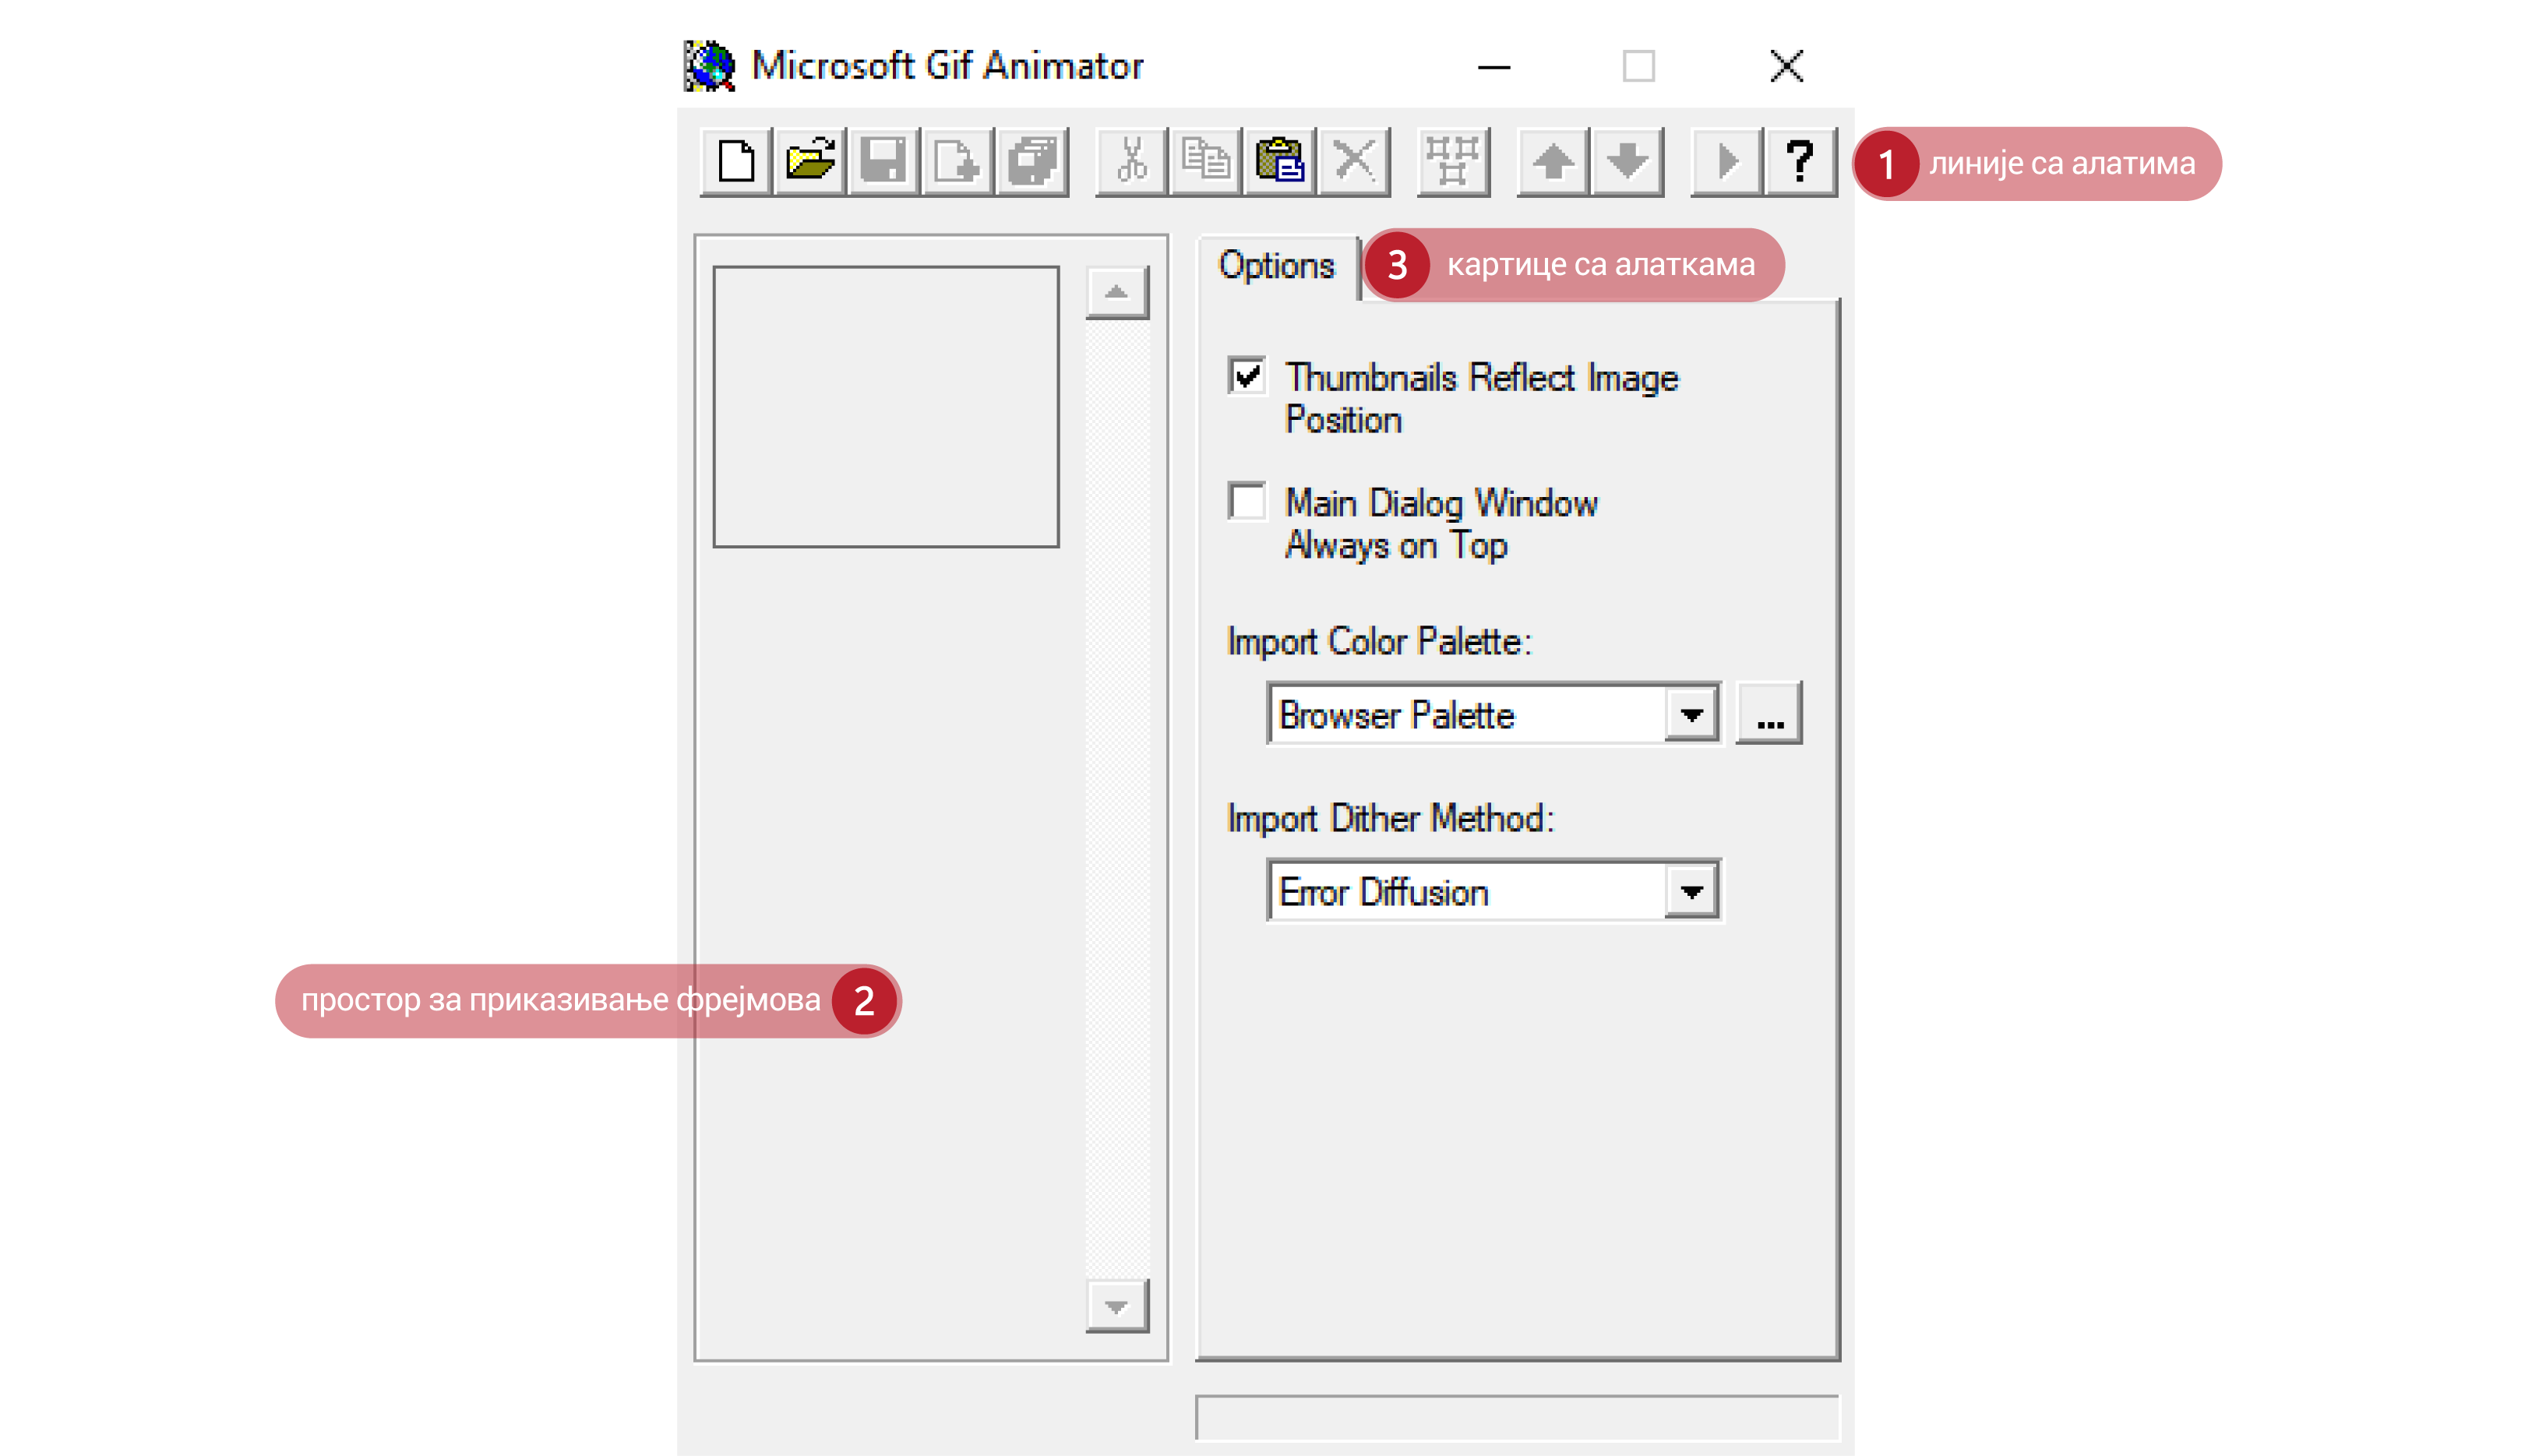 Microsoft Gif Animator
1 линије са алатима
Options
3 картице са алаткама
Thumbnails Reflect Image
Position
Main Dialog Window
Always on Top
Import Color Palette:
Browser Palette
...
Import Dither Method:
Error Diffusion
простор за приказивање фрејмова 2